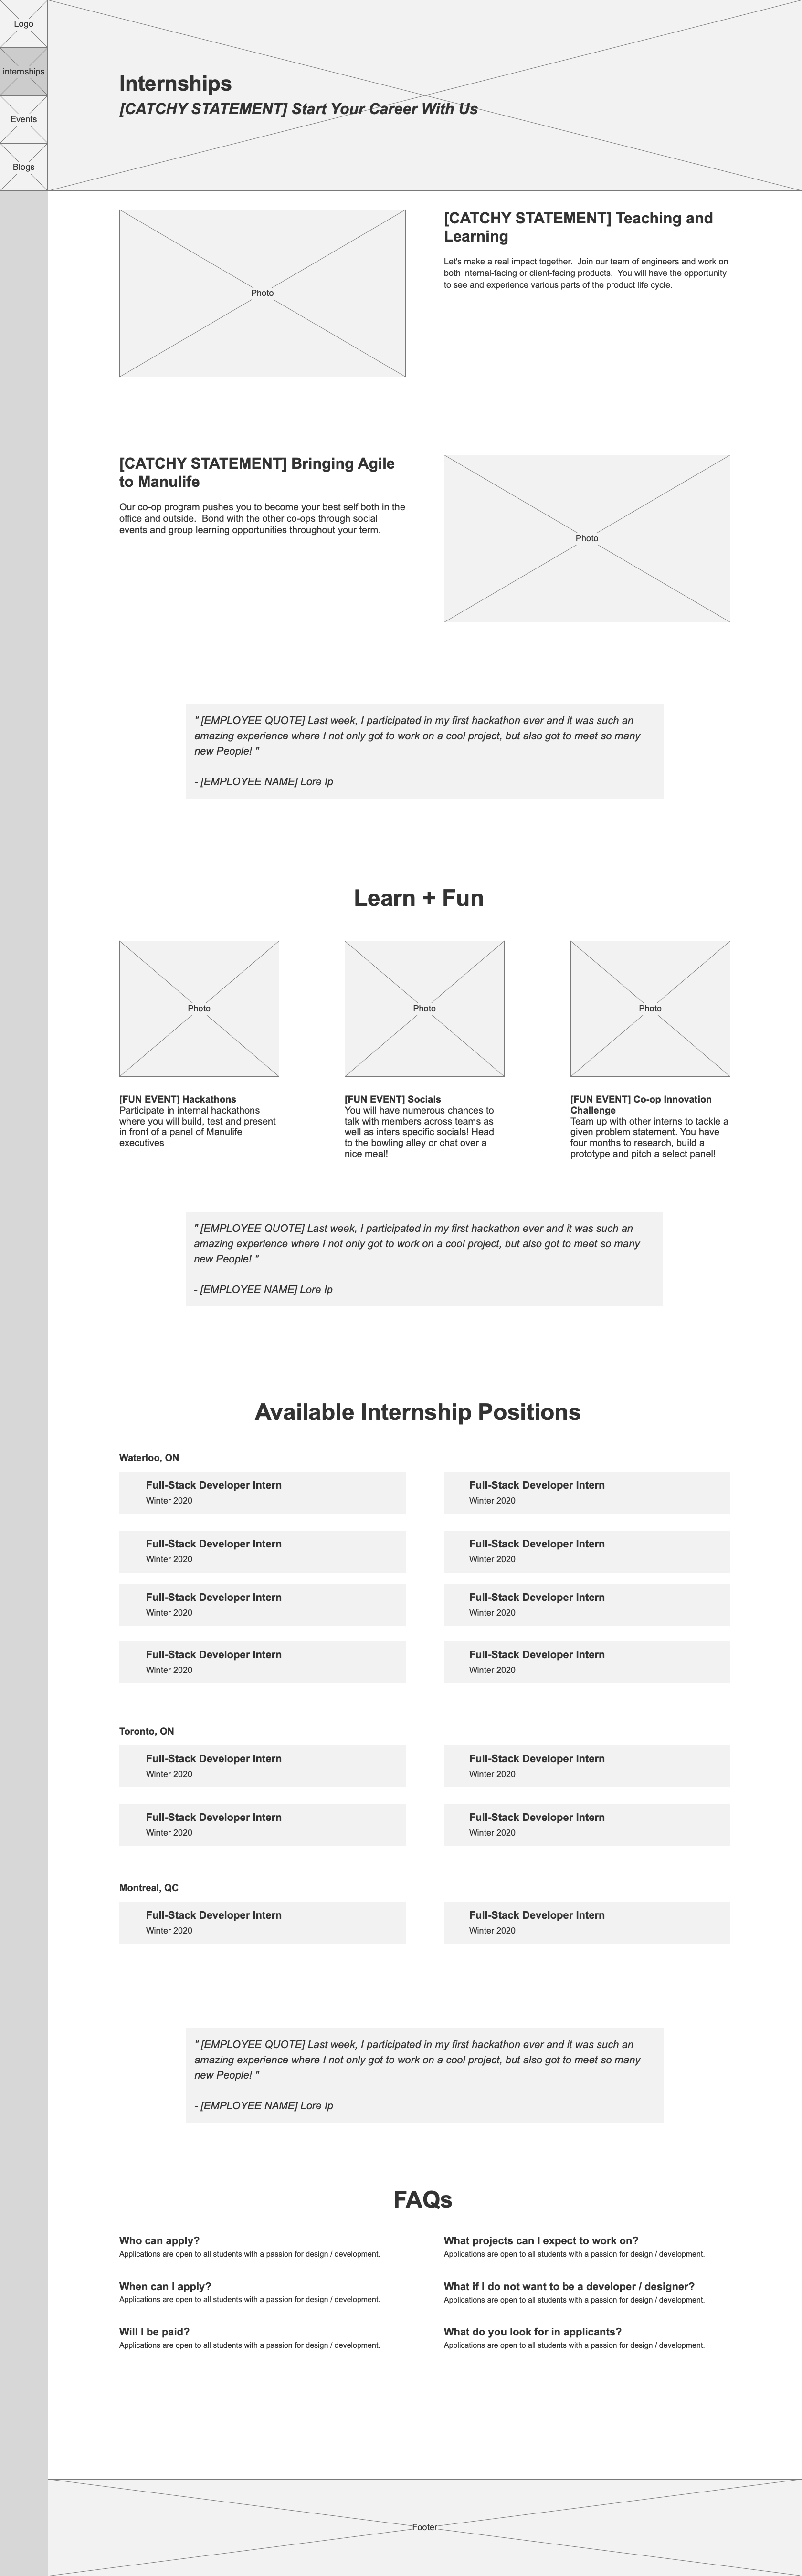 Logo
internships
Events
Blogs
Internships
[CATCHY STATEMENT] Start Your Career With Us
Photo
[CATCHY STATEMENT] Teaching and
Learning
Let's make a real impact together.  Join our team of engineers and work on
both internal-facing or client-facing products.  You will have the opportunity
to see and experience various parts of the product life cycle.
[CATCHY STATEMENT] Bringing Agile
to Manulife
Our co-op program pushes you to become your best self both in the
office and outside.  Bond with the other co-ops through social
events and group learning opportunities throughout your term.
Photo
" [EMPLOYEE QUOTE] Last week, I participated in my first hackathon ever and it was such an
amazing experience where I not only got to work on a cool project, but also got to meet so many
new People! "
- [EMPLOYEE NAME] Lore Ip
Learn + Fun
Photo
Photo
Photo
[FUN EVENT] Hackathons
Participate in internal hackathons
where you will build, test and present
in front of a panel of Manulife
executives
[FUN EVENT] Socials
You will have numerous chances to
talk with members across teams as
well as inters specific socials! Head
to the bowling alley or chat over a
nice meal!
[FUN EVENT] Co-op Innovation
Challenge
Team up with other interns to tackle a
given problem statement. You have
four months to research, build a
prototype and pitch a select panel!
" [EMPLOYEE QUOTE] Last week, I participated in my first hackathon ever and it was such an
amazing experience where I not only got to work on a cool project, but also got to meet so many
new People! "
- [EMPLOYEE NAME] Lore Ip
Available Internship Positions
Waterloo, ON
Full-Stack Developer Intern
Winter 2020
Full-Stack Developer Intern
Winter 2020
Full-Stack Developer Intern
Winter 2020
Full-Stack Developer Intern
Winter 2020
Full-Stack Developer Intern
Winter 2020
Full-Stack Developer Intern
Winter 2020
Full-Stack Developer Intern
Winter 2020
Full-Stack Developer Intern
Winter 2020
Toronto, ON
Full-Stack Developer Intern
Winter 2020
Full-Stack Developer Intern
Winter 2020
Full-Stack Developer Intern
Winter 2020
Full-Stack Developer Intern
Winter 2020
Montreal, QC
Full-Stack Developer Intern
Winter 2020
Full-Stack Developer Intern
Winter 2020
" [EMPLOYEE QUOTE] Last week, I participated in my first hackathon ever and it was such an
amazing experience where I not only got to work on a cool project, but also got to meet so many
new People! "
- [EMPLOYEE NAME] Lore Ip
FAQs
Who can apply?
Applications are open to all students with a passion for design / development.
What projects can I expect to work on?
Applications are open to all students with a passion for design / development.
When can I apply?
Applications are open to all students with a passion for design / development.
What if I do not want to be a developer / designer?
Applications are open to all students with a passion for design / development.
Will I be paid?
Applications are open to all students with a passion for design / development.
What do you look for in applicants?
Applications are open to all students with a passion for design / development.
Footer